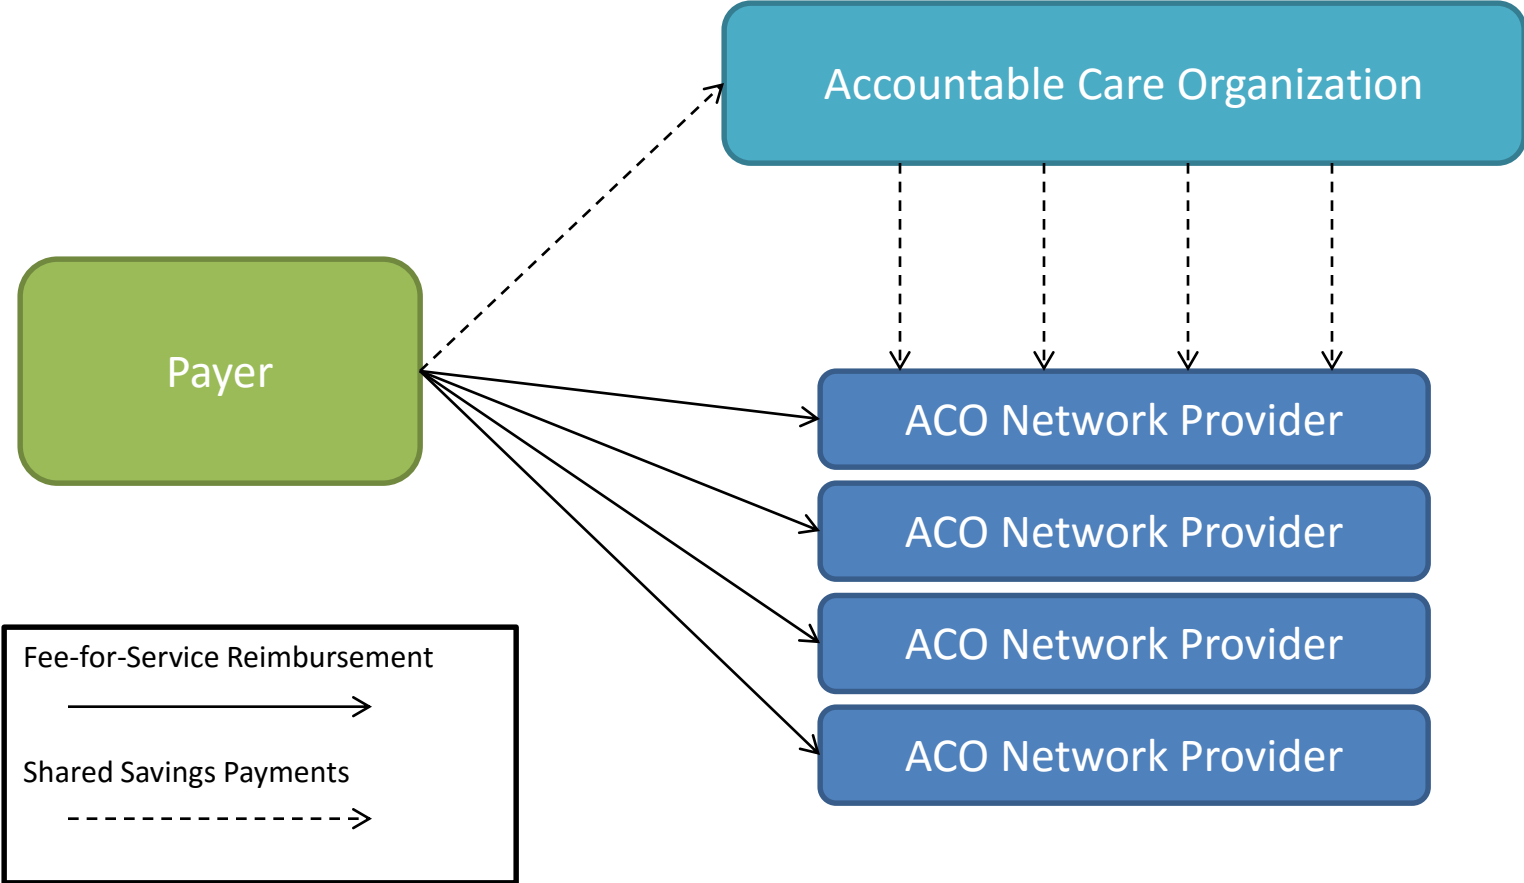 Accountable Care Organization
Payer
ACO Network Provider
ACO Network Provider
ACO Network Provider
ACO Network Provider
Fee-for-Service Reimbursement
Shared Savings Payments